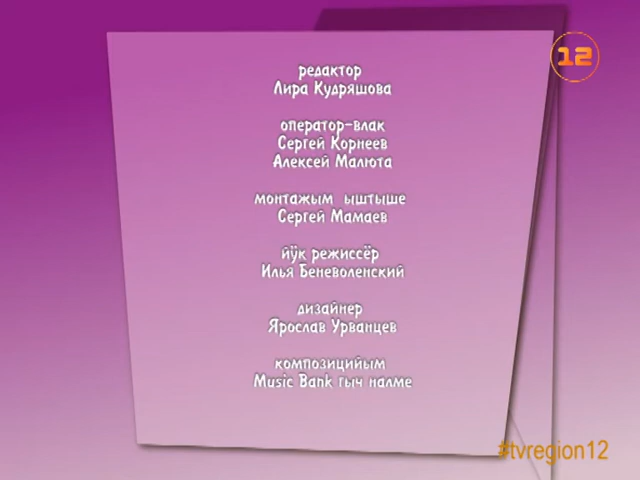 12
редактор
Лира Кудряшова
оператор-влак
Сергей Корнеев
Алексей Малюта
монтажым ыштыше
Сергей Мамаев
йӱк режиссёр
Илья Беневоленский
дизайнер
Ярослав Урванцев
композицийым
Music Bank гыч налме
#tvregion12